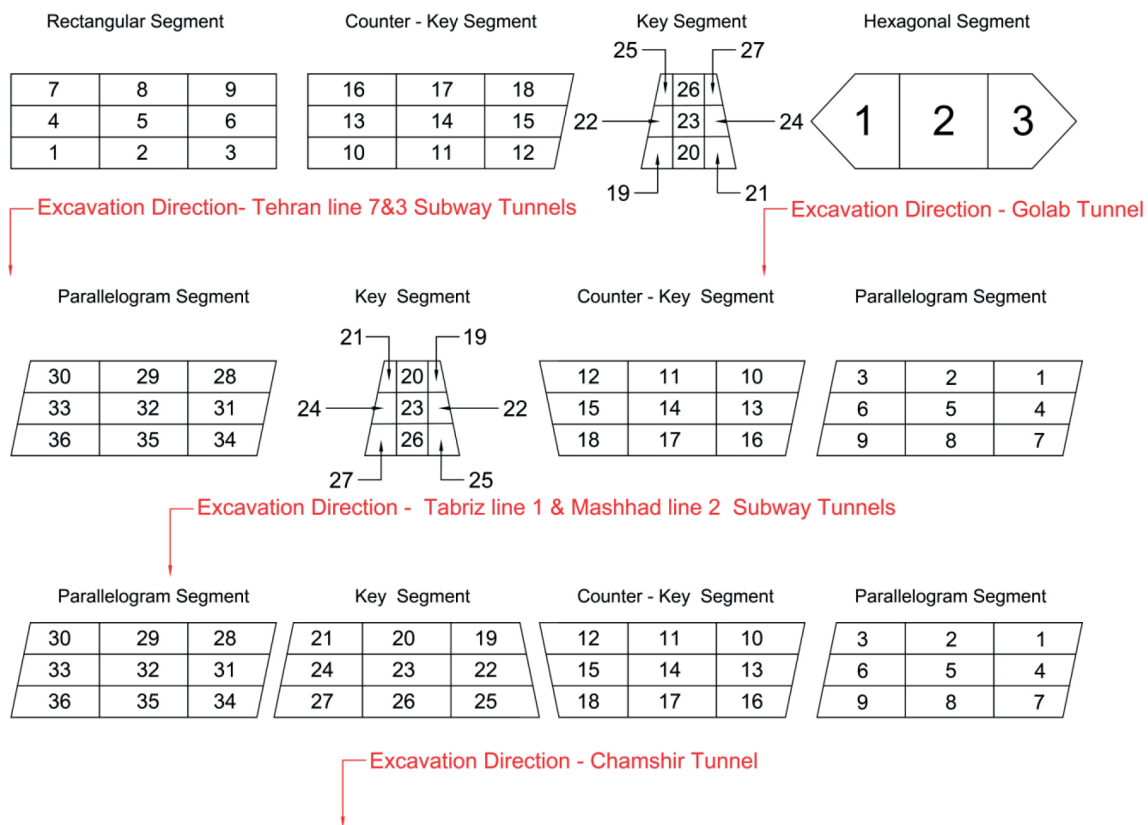 Rectangular Segment Counter - Key Segment Key Segment Hexagonal Segment
25 27
7 8 9 16 17 18 26
4 5 6 13 14 15 22 23 24 1 2 3
1 2 3 10 11 12 20
19 21
Excavation Direction- Tehran line 7&3 Subway Tunnels Excavation Direction - Golab Tunnel
Parallelogram Segment Key Segment Counter - Key Segment Parallelogram Segment
21 19
30 29 28 20 12 11 10 3 2 1
33 32 31 24 23 22 15 14 13 6 5 4
36 35 34 26 18 17 16 9 8 7
27 25
Excavation Direction - Tabriz line 1 & Mashhad line 2 Subway Tunnels
Parallelogram Segment Key Segment Counter - Key Segment Parallelogram Segment
30 29 28 21 20 19 12 11 10 3 2 1
33 32 31 24 23 22 15 14 13 6 5 4
36 35 34 27 26 25 18 17 16 9 8 7
Excavation Direction - Chamshir Tunnel